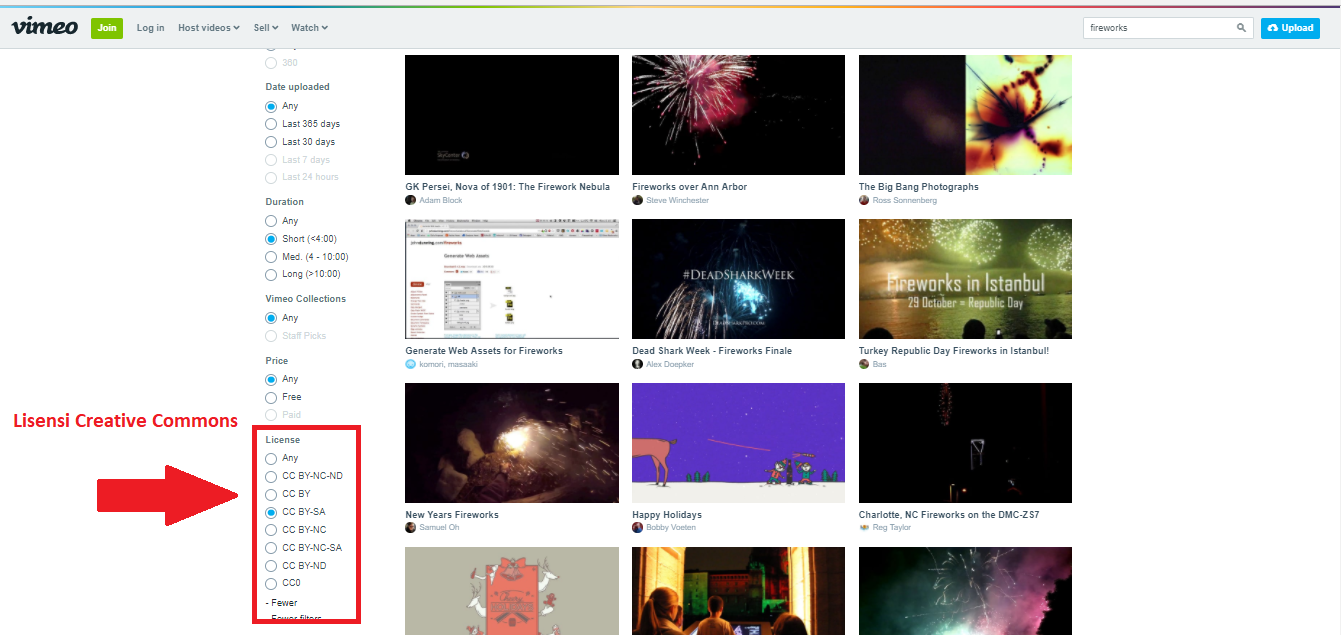 vimeo Join Log in Host videos Sell Watch fireworks Upload
360
Date uploaded
Any
Last 365 days
Last 30 days
Last 7 days
Last 24 hours
Duration
Any
Short (<4:00)
Med. (4 - 10:00)
Long (>10:00)
Vimeo Collections
Any
Staff Picks
Price
Any
Free
Paid
Lisensi Creative Commons
License
Any
CC BY-NC-ND
CC BY
CC BY-SA
CC BY-NC
CC BY-NC-SA
CC BY-ND
CC0
- Fewer
Fewer filters
GK Persei, Nova of 1901: The Firework Nebula
Adam Block
Fireworks over Ann Arbor
Steve Winchester
The Big Bang Photographs
Ross Sonnenberg
Generate Web Assets
Generate Web Assets for Fireworks
komori, masaaki
#DEADSHARKWEEK
Dead Shark Week - Fireworks Finale
Alex Doepker
Fireworks in Istanbul
29 October = Republic Day
Turkey Republic Day Fireworks in Istanbul!
Bas
New Years Fireworks
Samuel Oh
Happy Holidays
Bobby Voeten
Charlotte, NC Fireworks on the DMC-ZS7
Reg Taylor